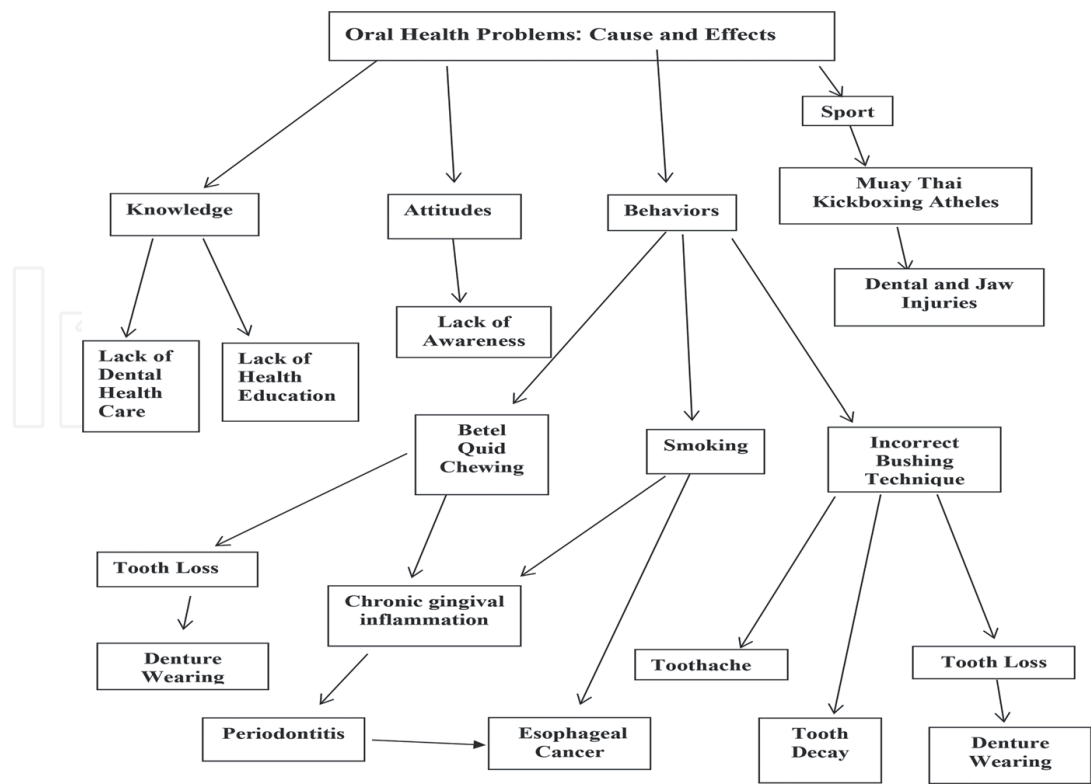 Oral Health Problems: Cause and Effects
Sport
Muay Thai
Kickboxing Atheles
Knowledge
Attitudes
Behaviors
Dental and Jaw
Injuries
Lack of
Awareness
Lack of
Dental
Health
Care
Lack of
Health
Education
Betel
Quid
Chewing
Smoking
Incorrect
Bushing
Technique
Tooth Loss
Chronic gingival
inflammation
Denture
Wearing
Toothache
Tooth Loss
Periodontitis
Esophageal
Cancer
Tooth
Decay
Denture
Wearing